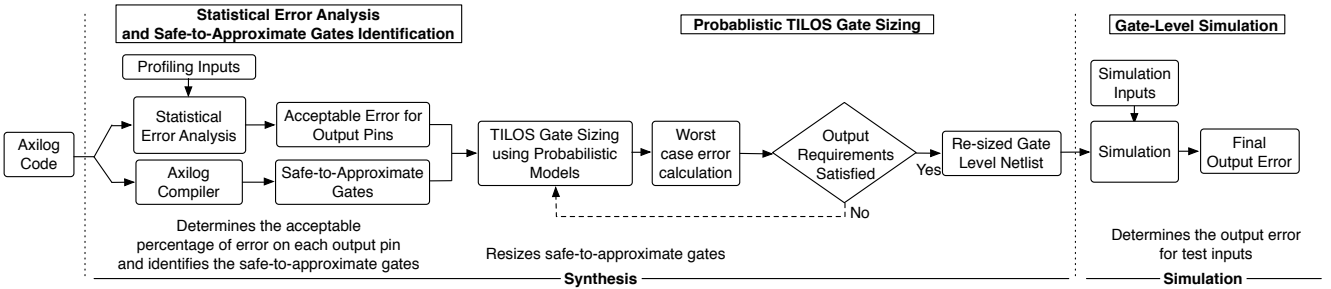 Statistical Error Analysis
and Safe-to-Approximate Gates Identification
Probablistic TILOS Gate Sizing
Gate-Level Simulation
Profiling Inputs
Statistical
Error Analysis
Acceptable Error for
Output Pins
Axilog
Code
Axilog
Compiler
Safe-to-Approximate
Gates
TILOS Gate Sizing
using Probabilistic
Models
Worst
case error
calculation
Output
Requirements
Satisfied
Yes
No
Re-sized Gate
Level Netlist
Simulation
Inputs
Simulation
Final
Output Error
Determines the acceptable
percentage of error on each output pin
and identifies the safe-to-approximate gates
Resizes safe-to-approximate gates
Determines the output error
for test inputs
Synthesis
Simulation